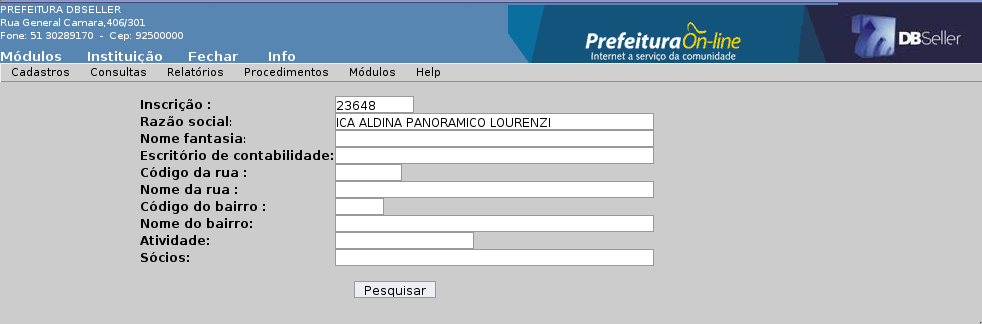 PREFEITURA DBSELLER
Rua General Camara,406/301
Fone: 51 30289170 - Cep: 92500000
Módulos Instituição Fechar Info
Prefeitura On-line
Internet a serviço da comunidade
DBSeller
Cadastros Consultas Relatórios Procedimentos Módulos Help
Inscrição : 23648
Razão social: ICA ALDINA PANORAMICO LOURENZI
Nome fantasia:
Escritório de contabilidade:
Código da rua :
Nome da rua :
Código do bairro :
Nome do bairro:
Atividade:
Sócios:
Pesquisar